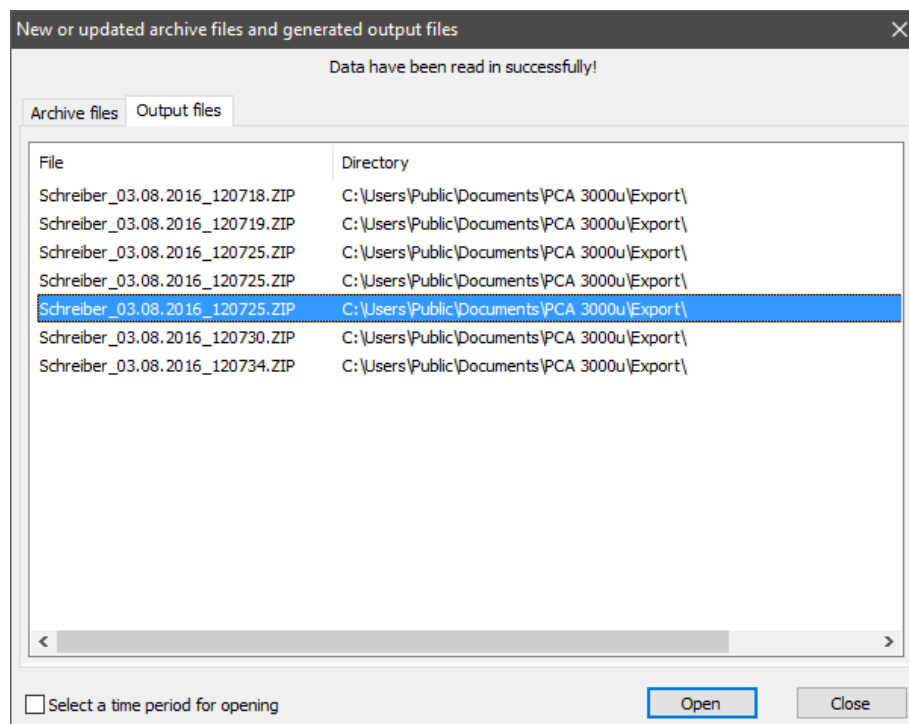 New or updated archive files and generated output files
Data have been read in successfully!
Archive files Output files
File Directory
Schreiber_03.08.2016_120718.ZIP C:\Users\Public\Documents\PCA 3000u\Export\
Schreiber_03.08.2016_120719.ZIP C:\Users\Public\Documents\PCA 3000u\Export\
Schreiber_03.08.2016_120725.ZIP C:\Users\Public\Documents\PCA 3000u\Export\
Schreiber_03.08.2016_120725.ZIP C:\Users\Public\Documents\PCA 3000u\Export\
Schreiber_03.08.2016_120725.ZIP C:\Users\Public\Documents\PCA 3000u\Export\
Schreiber_03.08.2016_120730.ZIP C:\Users\Public\Documents\PCA 3000u\Export\
Schreiber_03.08.2016_120734.ZIP C:\Users\Public\Documents\PCA 3000u\Export\
Select a time period for opening Open Close